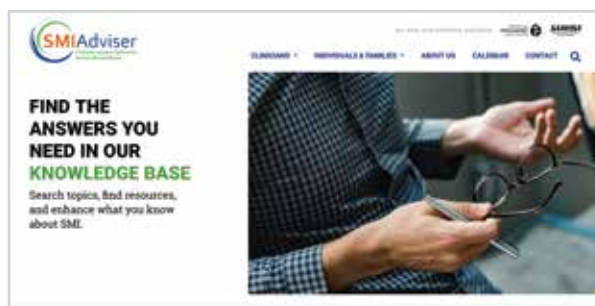 SMIAdviser
CLINICIANS INDIVIDUALS & FAMILIES ABOUT US CALENDAR CONTACT
FIND THE
ANSWERS YOU
NEED IN OUR
KNOWLEDGE BASE
Search topics, find resources,
and enhance what you know
about SMI.